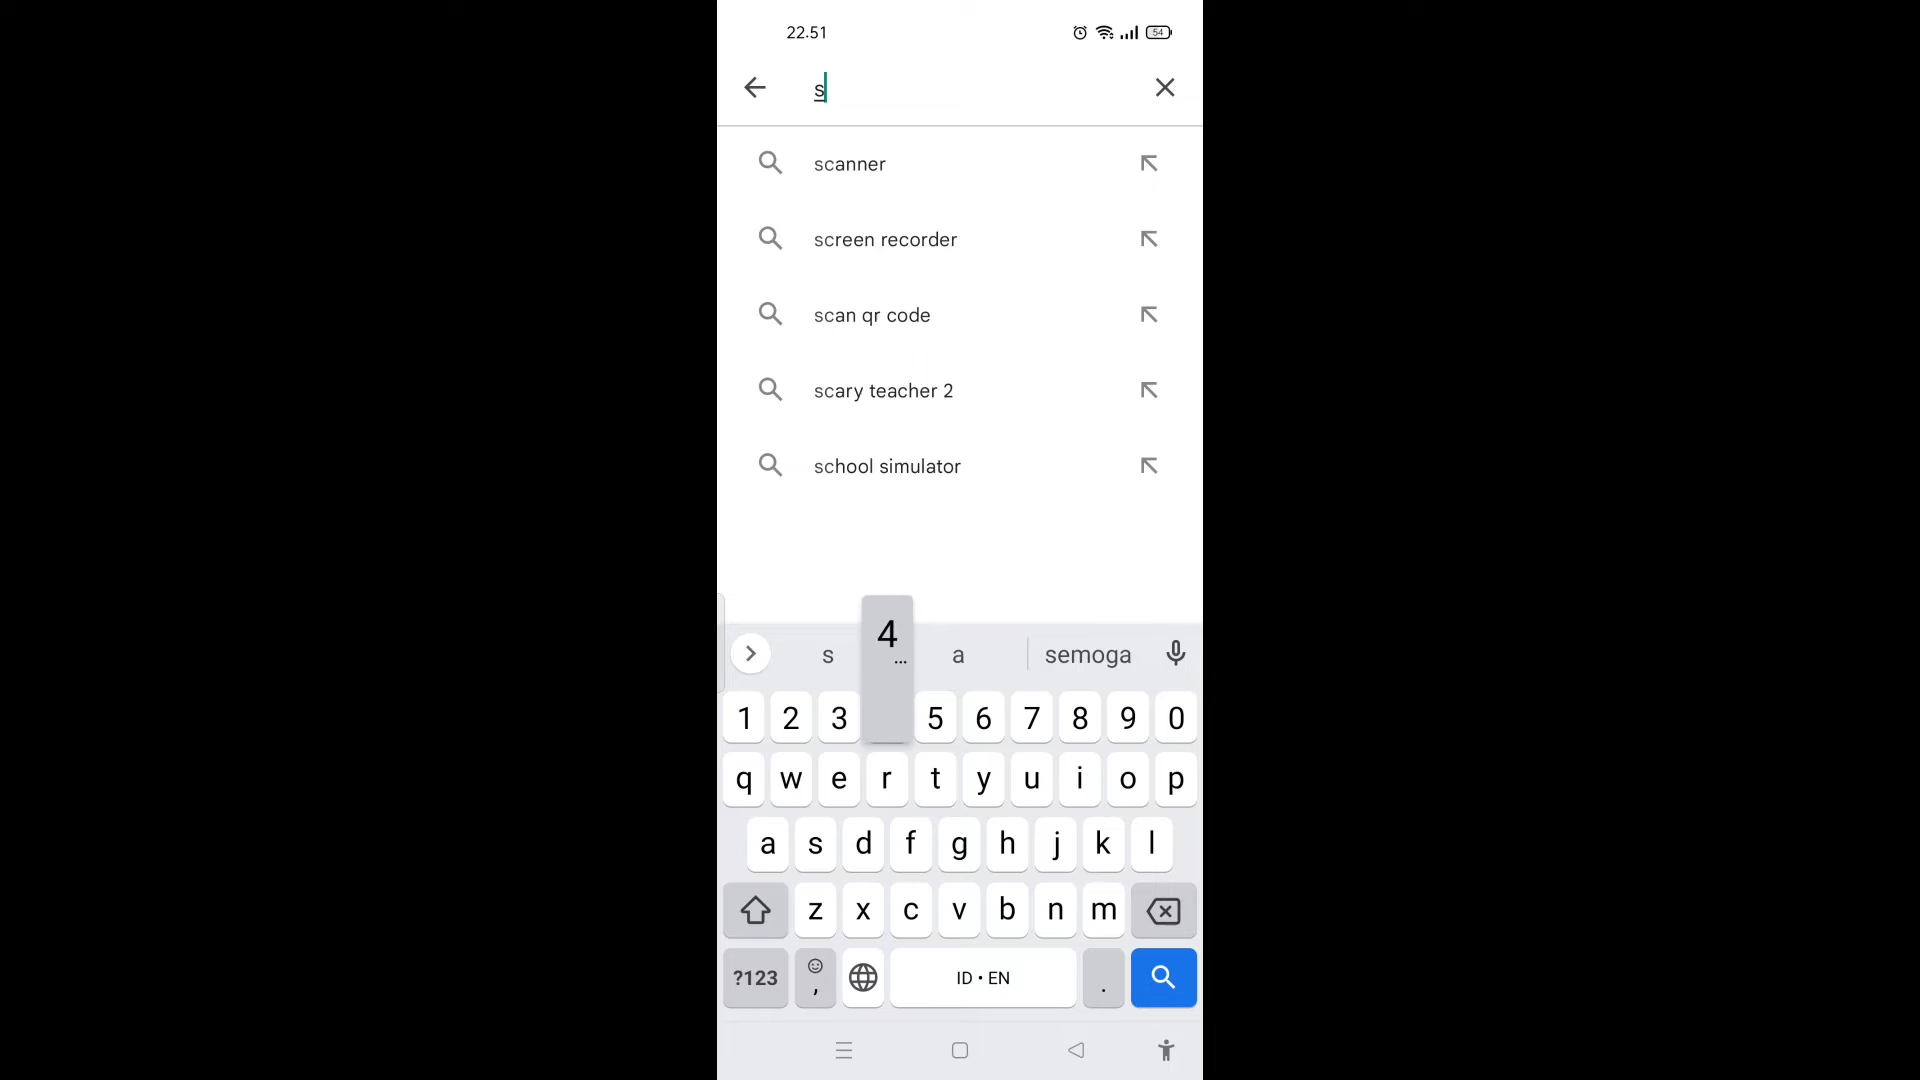 22.51
54
s
scanner
screen recorder
scan qr code
scary teacher 2
school simulator
s
4
...
a
semoga
1 2 3 5 6 7 8 9 0
q w e r t y u i o p
a s d f g h j k l
z x c v b n m
?123 , ID • EN .